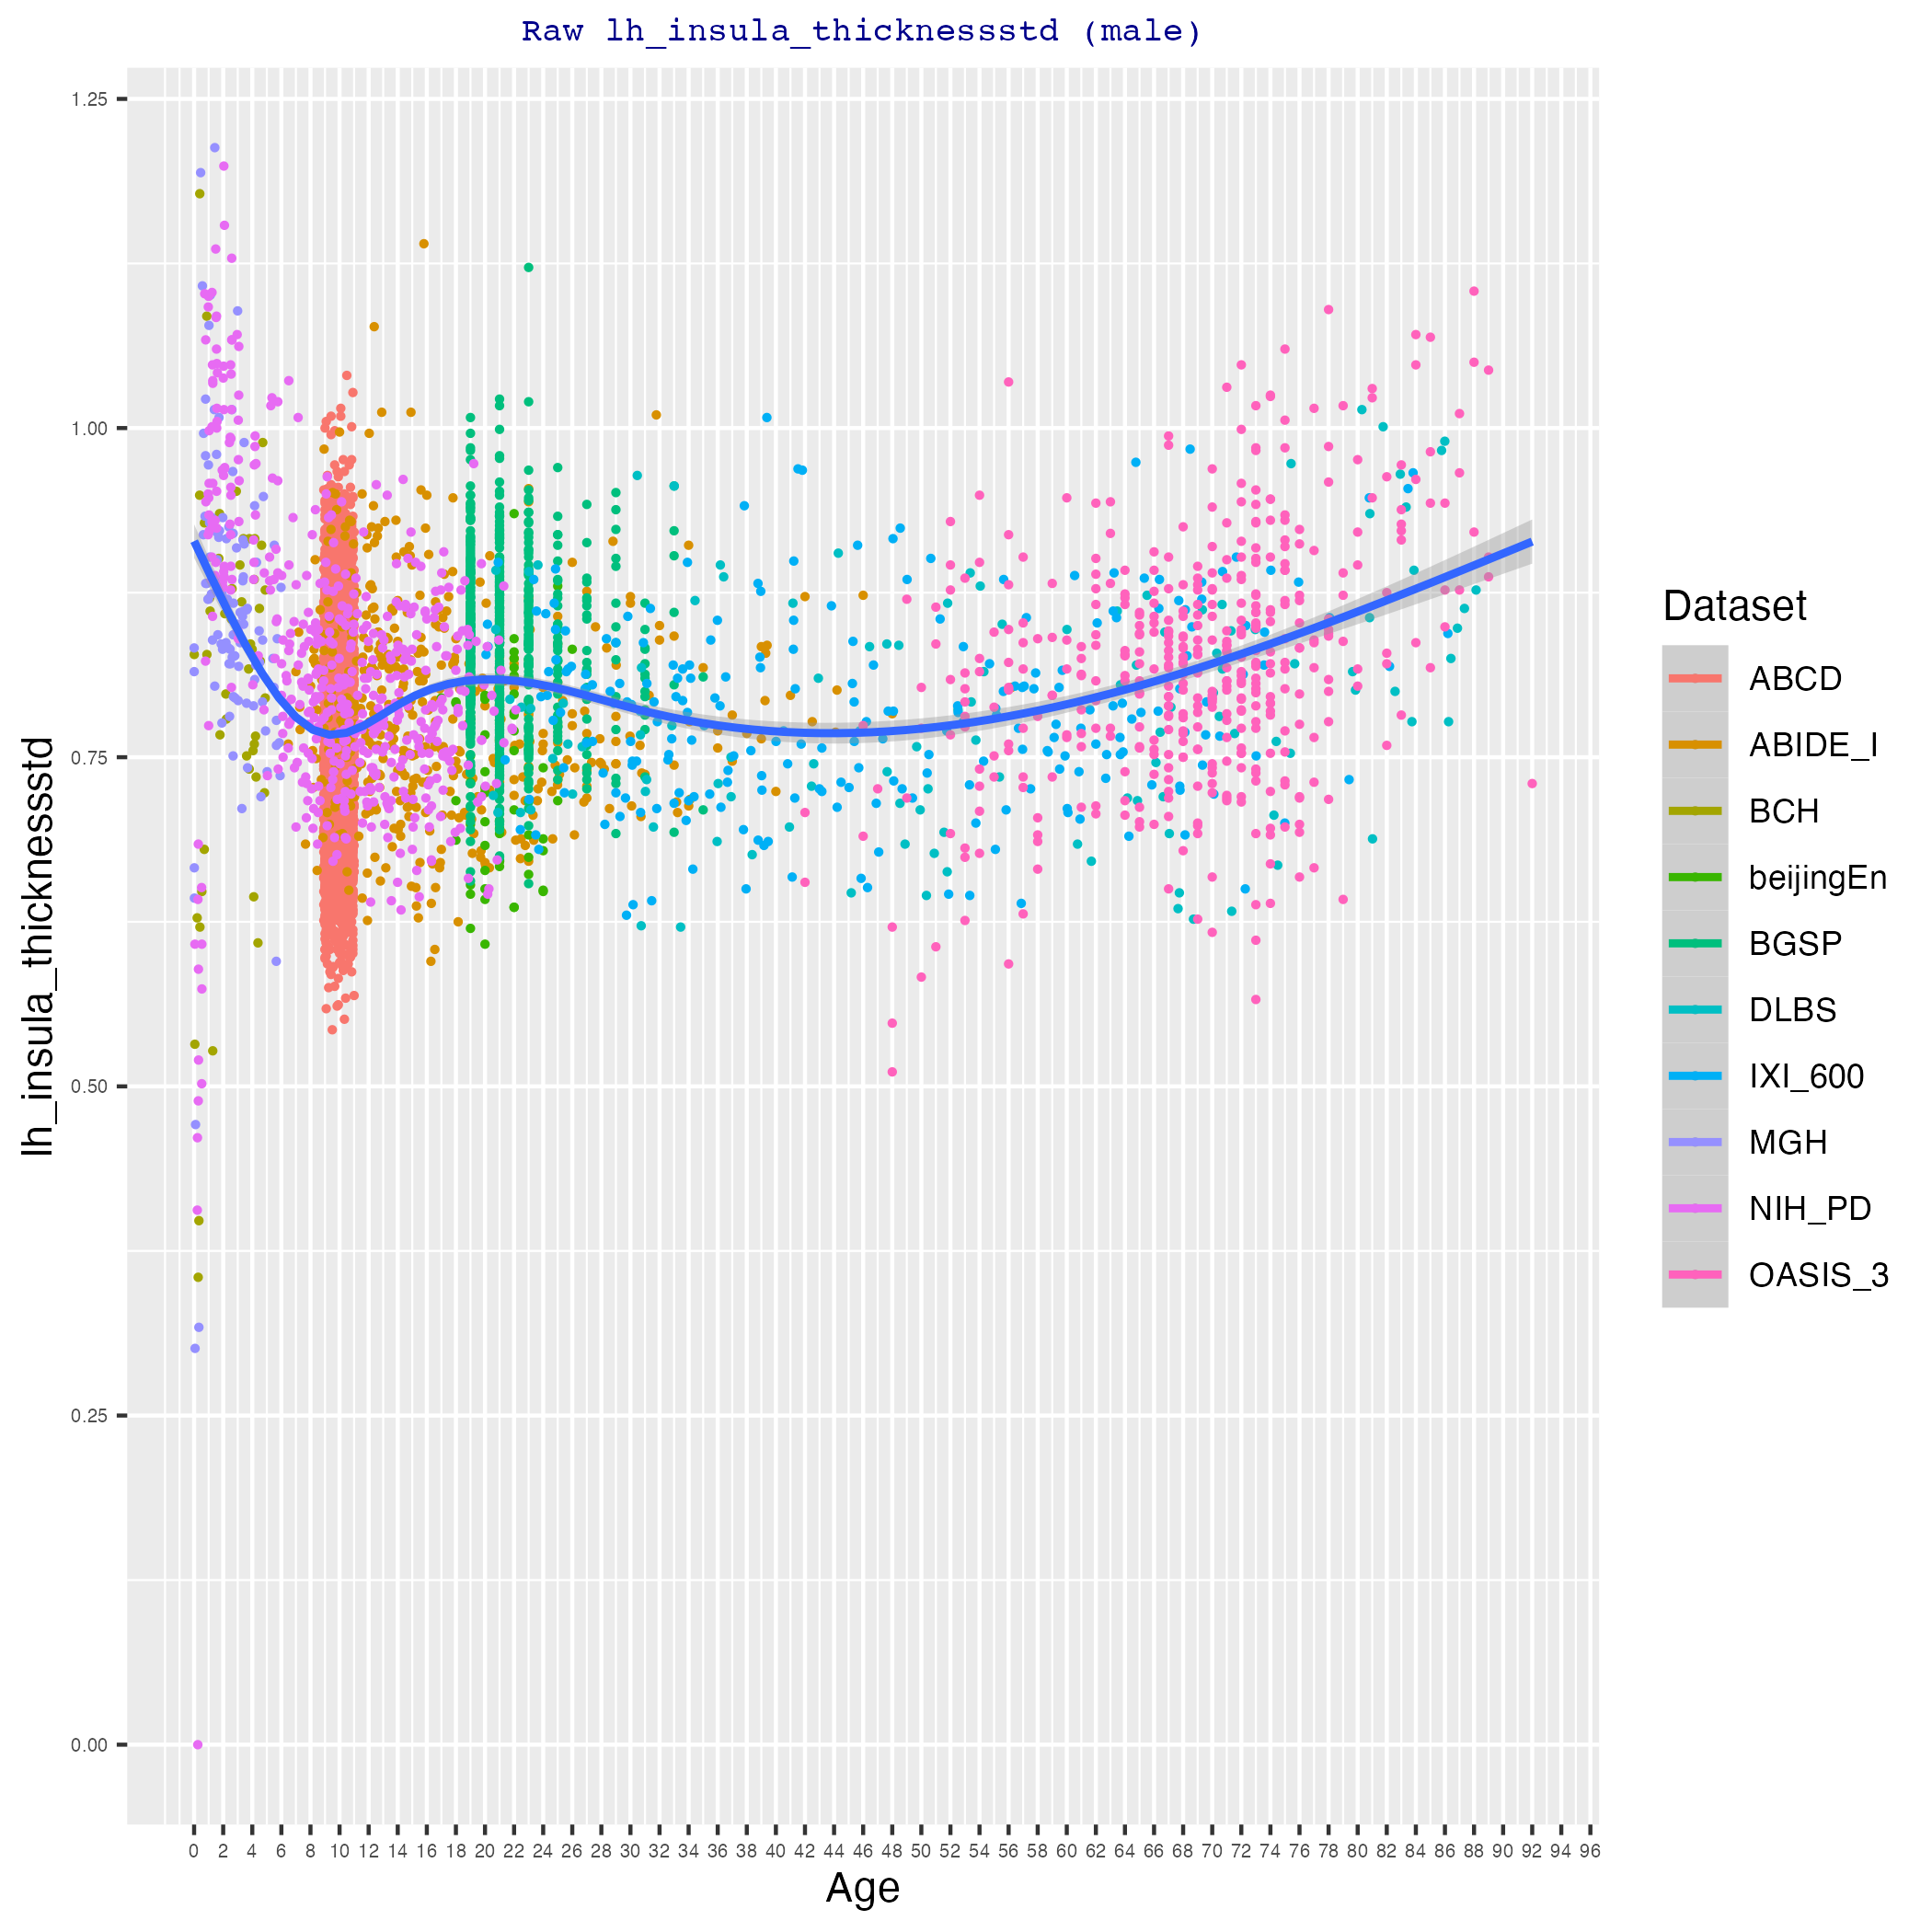 Raw lh_insula_thicknessstd (male)
lh_insula_thicknessstd
1.25
1.00
0.75
0.50
0.25
0.00
0 2 4 6 8 10 12 14 16 18 20 22 24 26 28 30 32 34 36 38 40 42 44 46 48 50 52 54 56 58 60 62 64 66 68 70 72 74 76 78 80 82 84 86 88 90 92 94 96
Age
Dataset
ABCD
ABIDE_I
BCH
beijingEn
BGSP
DLBS
IXI_600
MGH
NIH_PD
OASIS_3